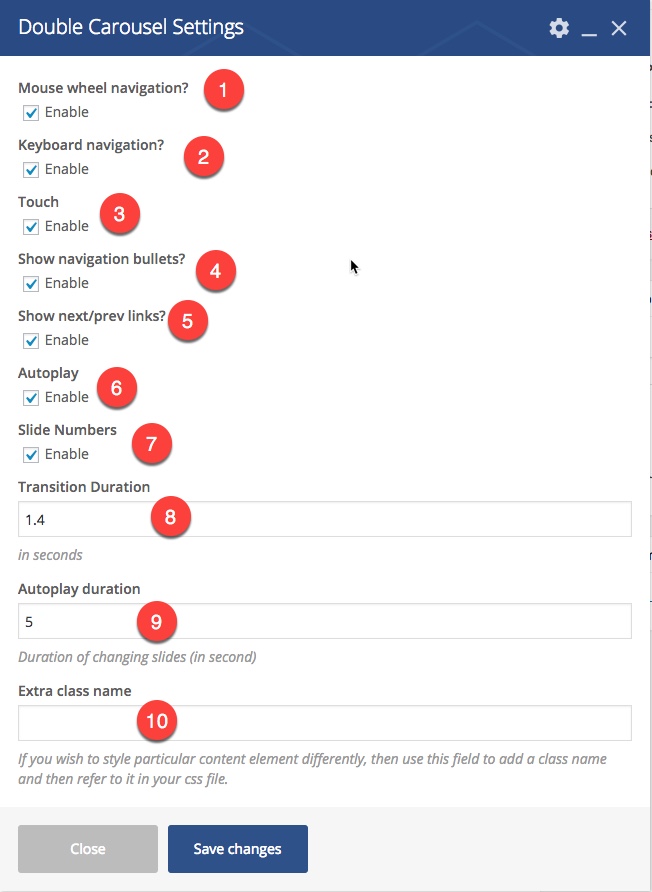 Double Carousel Settings
Mouse wheel navigation? 1
Enable
Keyboard navigation? 2
Enable
Touch 3
Enable
Show navigation bullets? 4
Enable
Show next/prev links? 5
Enable
Autoplay 6
Enable
Slide Numbers 7
Enable
Transition Duration
1.4 8
in seconds
Autoplay duration
5 9
Duration of changing slides (in second)
Extra class name
10
If you wish to style particular content element differently, then use this field to add a class name
and then refer to it in your css file.
Close Save changes